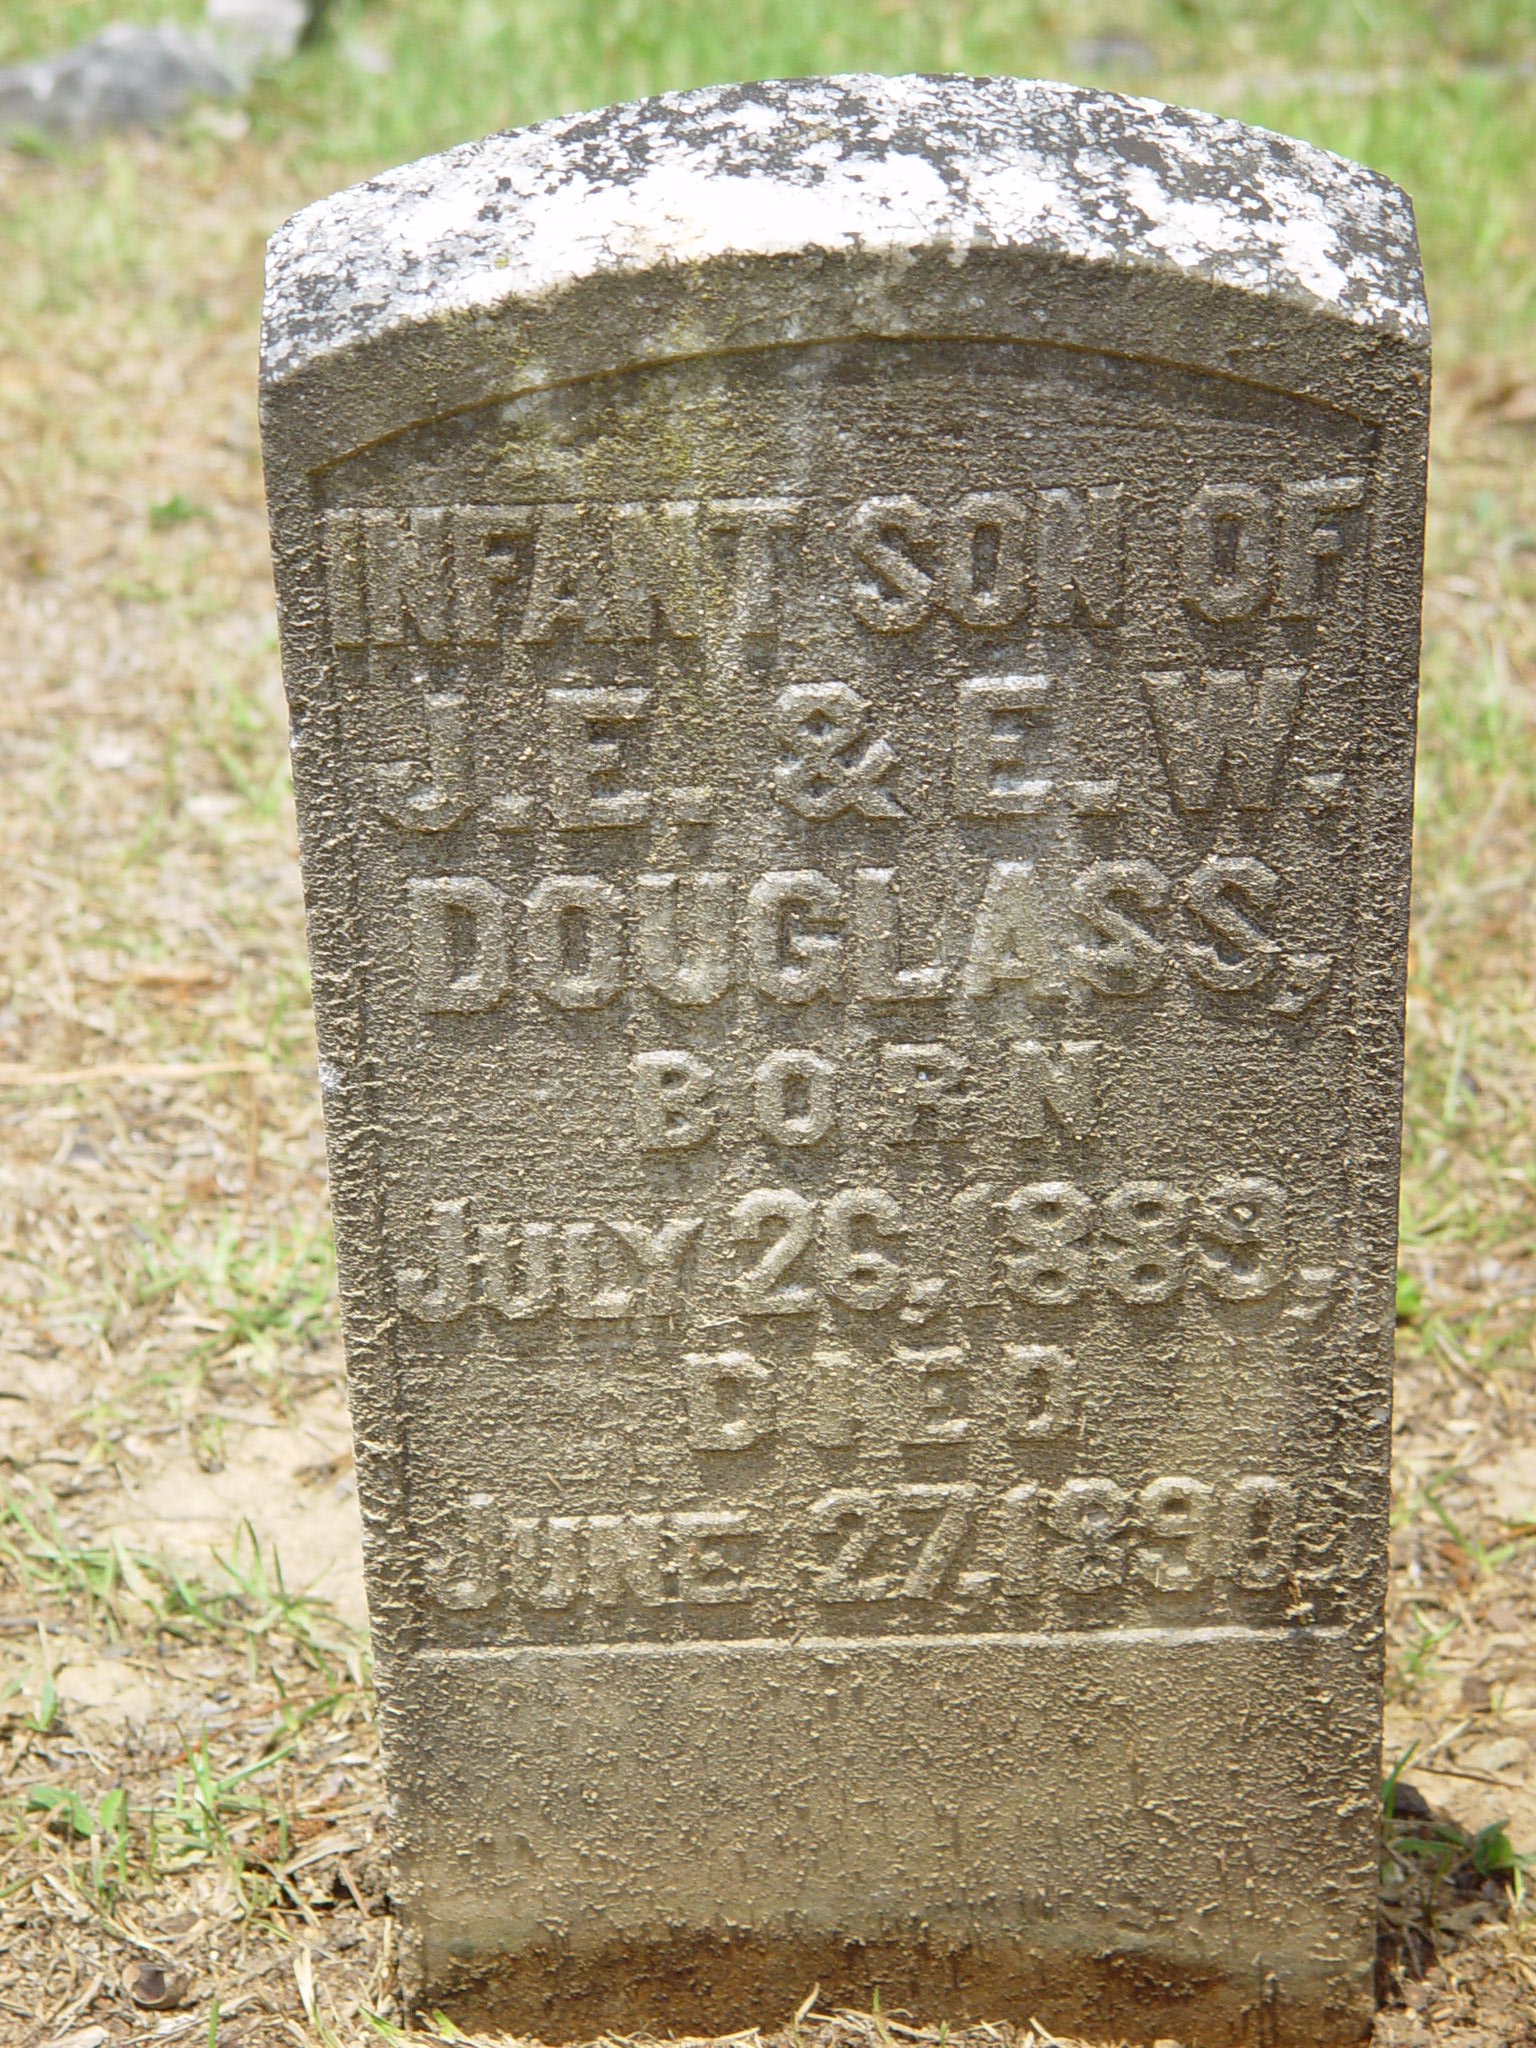 INFANT SON OF
J. E. & E. W.
DOUGLASS,
BORN
JULY 26, 1889,
DIED
JUNE 27, 1890